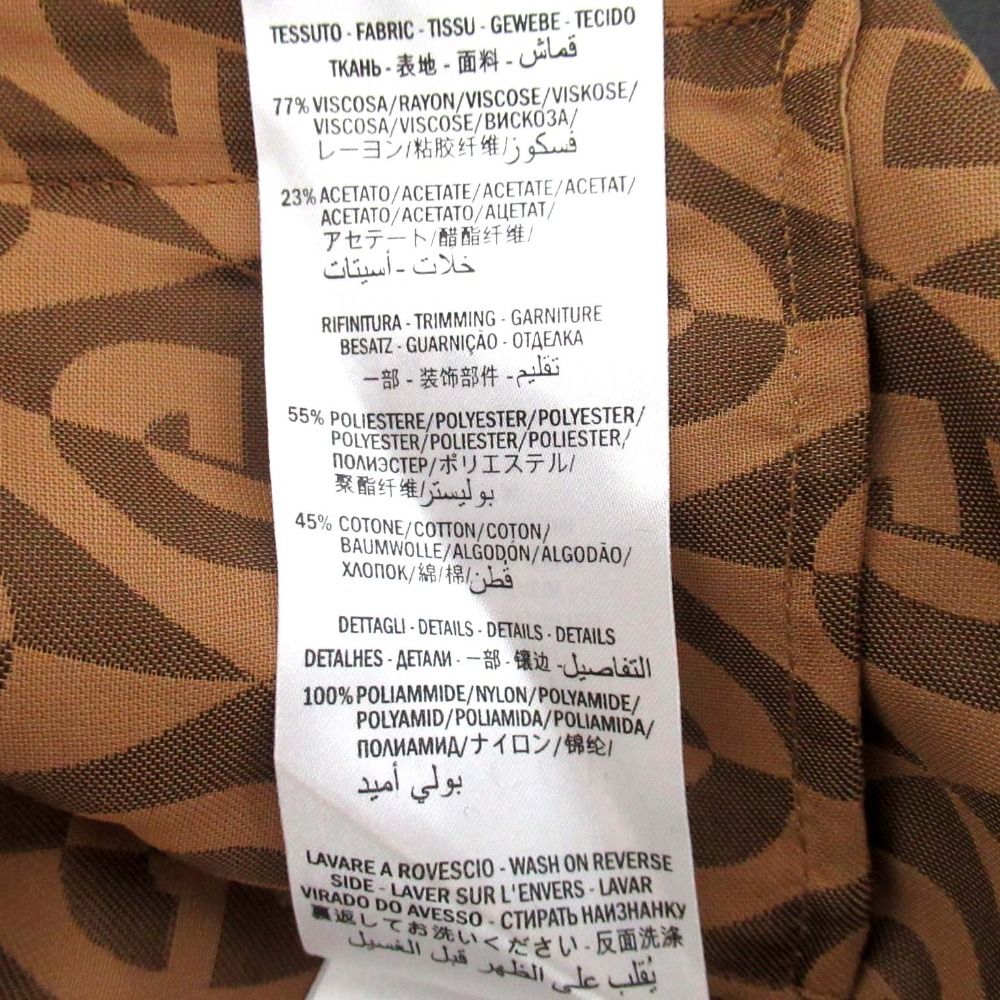 TESSUTO - FABRIC - TISSU - GEWEBE - TECIDO
ТКАНЬ - 表地 - 面料 - قماش
77% VISCOSA/RAYON/VISCOSE/VISKOSE/
VISCOSA/VISCOSE/ВИСКОЗА/
レーヨン/粘胶纤维/فسكوز
23% ACETATO/ACETATE/ACETATE/ACETAT/
ACETATO/ACETATO/АЦЕТАТ/
アセテート/醋酯纤维/
خلات - أسيتات
RIFINITURA - TRIMMING - GARNITURE
BESATZ - GUARNIÇÃO - ОТДЕЛКА
一部 - 装饰部件 - تقليم
55% POLIESTERE/POLYESTER/POLYESTER/
POLYESTER/POLIESTER/POLIESTER/
ПОЛИЭСТЕР/ポリエステル/
聚酯纤维/بوليستر
45% COTONE/COTTON/COTON/
BAUMWOLLE/ALGODÓN/ALGODÃO/
ХЛОПОК/綿/棉/قطن
DETTAGLI - DETAILS - DETAILS - DETAILS
DETALHES - ДЕТАЛИ - 一部 - 镶边 - التفاصيل
100% POLIAMMIDE/NYLON/POLYAMIDE/
POLYAMID/POLIAMIDA/POLIAMIDA/
ПОЛИАМИД/ナイロン/锦纶/
بولي أميد
LAVARE A ROVESCIO - WASH ON REVERSE
SIDE - LAVER SUR L'ENVERS - LAVAR
VIRADO DO AVESSO - СТИРАТЬ НАИЗНАНКУ
裏返してお洗いください - 反面洗涤
يُقلب على الظهر قبل الغسيل